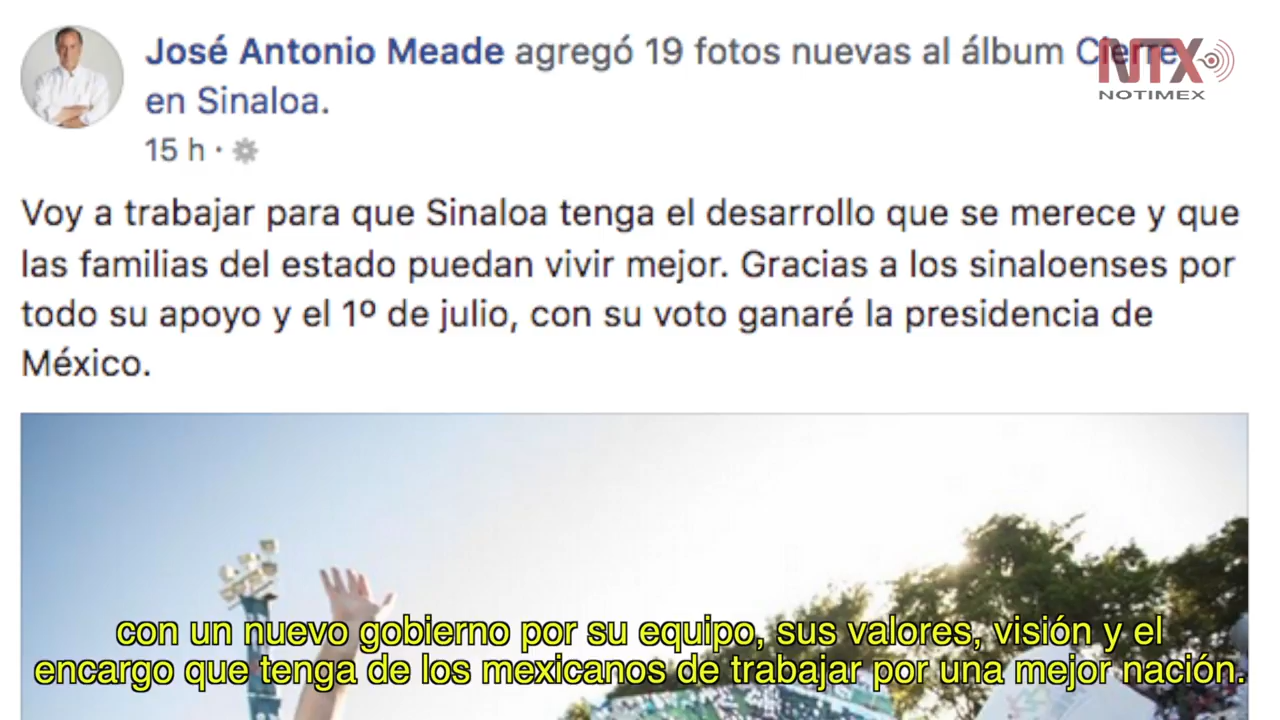 José Antonio Meade agregó 19 fotos nuevas al álbum Cierre
en Sinaloa.
NTX
NOTIMEX
15 h ·
Voy a trabajar para que Sinaloa tenga el desarrollo que se merece y que
las familias del estado puedan vivir mejor. Gracias a los sinaloenses por
todo su apoyo y el 1º de julio, con su voto ganaré la presidencia de
México.
con un nuevo gobierno por su equipo, sus valores, visión y el
encargo que tenga de los mexicanos de trabajar por una mejor nación.